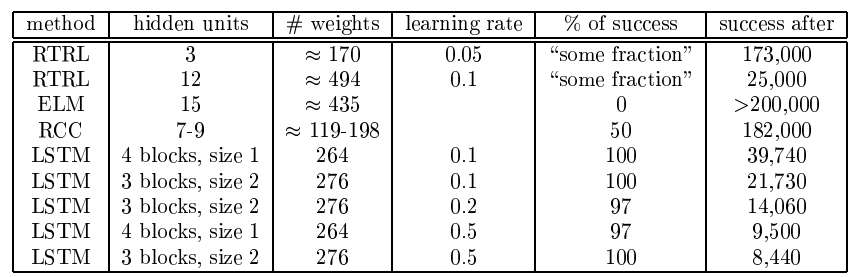 method hidden units # weights learning rate % of success success after
RTRL 3 ≈ 170 0.05 “some fraction” 173,000
RTRL 12 ≈ 494 0.1 “some fraction” 25,000
ELM 15 ≈ 435 0 >200,000
RCC 7-9 ≈ 119-198 50 182,000
LSTM 4 blocks, size 1 264 0.1 100 39,740
LSTM 3 blocks, size 2 276 0.1 100 21,730
LSTM 3 blocks, size 2 276 0.2 97 14,060
LSTM 4 blocks, size 1 264 0.5 97 9,500
LSTM 3 blocks, size 2 276 0.5 100 8,440